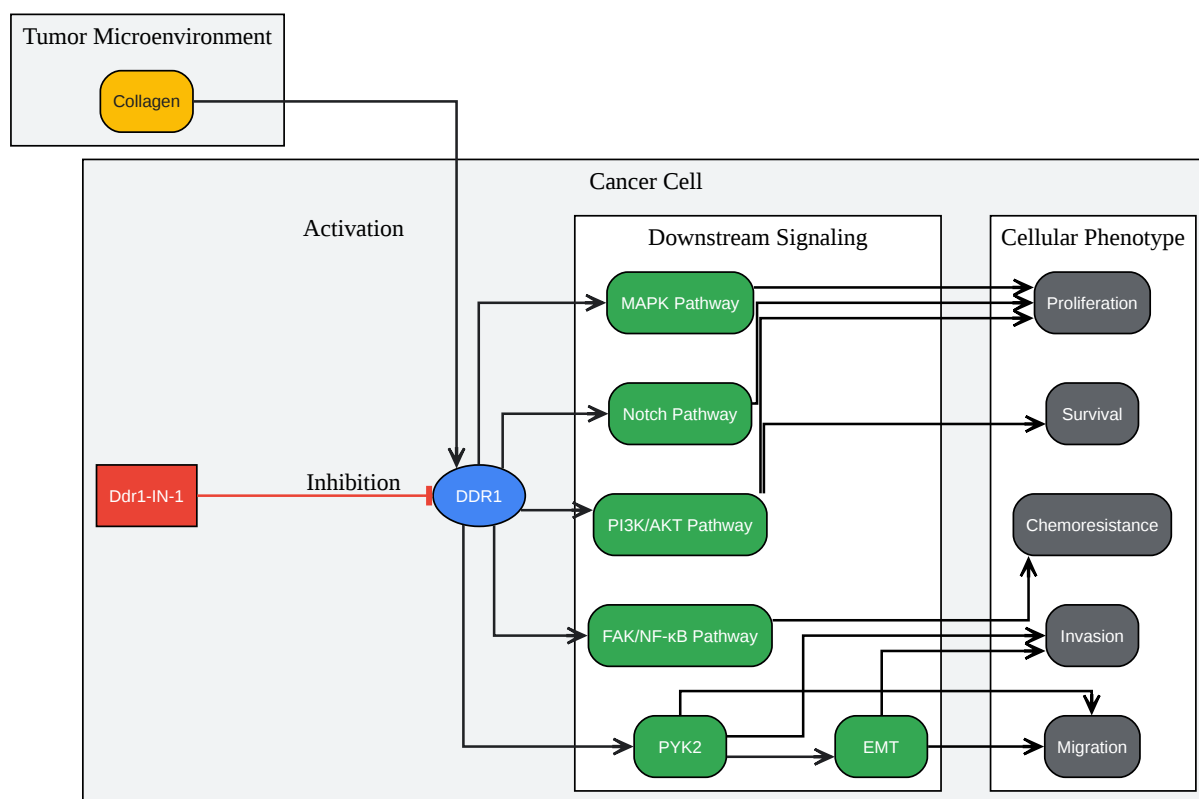 Tumor Microenvironment
Collagen
Cancer Cell
Activation
Downstream Signaling
Cellular Phenotype
MAPK Pathway
Proliferation
Notch Pathway
Survival
Ddr1-IN-1
Inhibition
DDR1
PI3K/AKT Pathway
Chemoresistance
FAK/NF-κB Pathway
Invasion
PYK2
EMT
Migration